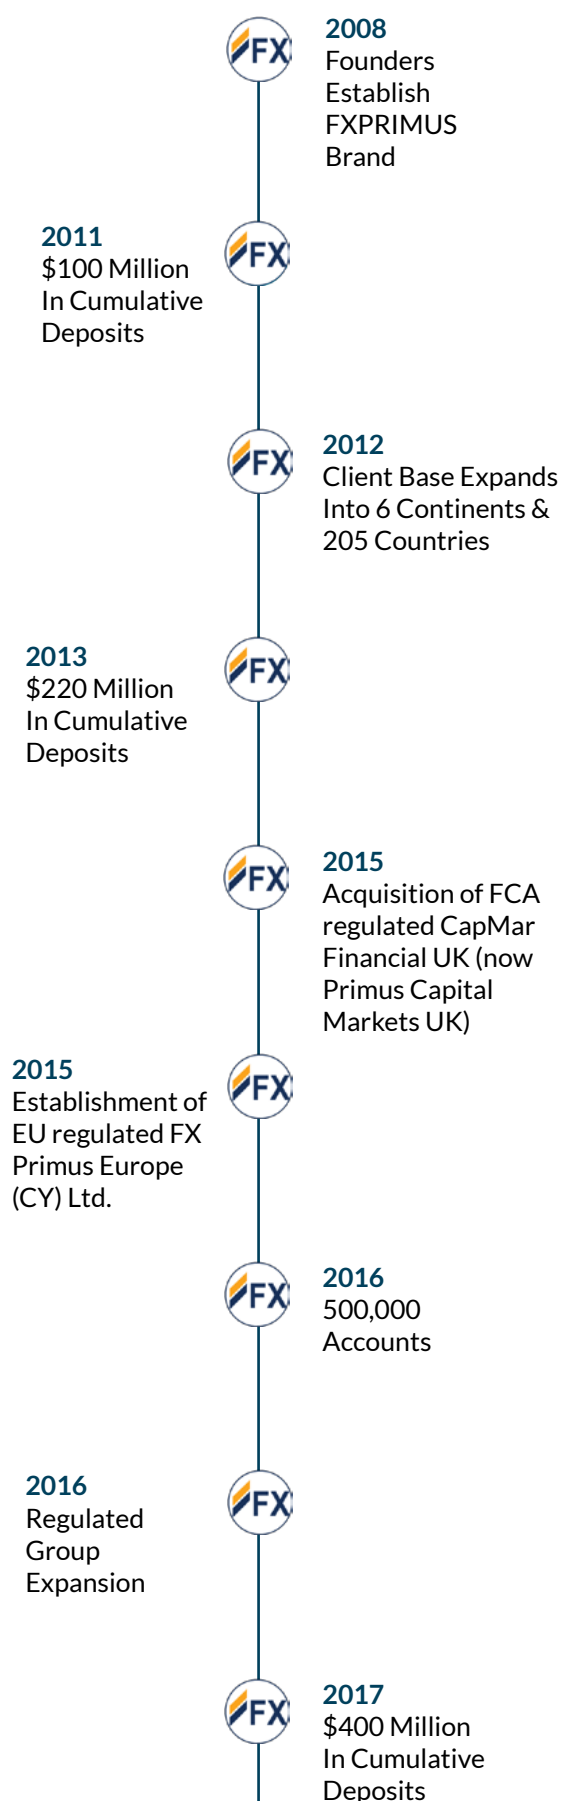 FX
2008
Founders
Establish
FXPRIMUS
Brand
FX
2011
$100 Million
In Cumulative
Deposits
FX
2012
Client Base Expands
Into 6 Continents &
205 Countries
FX
2013
$220 Million
In Cumulative
Deposits
FX
2015
Acquisition of FCA
regulated CapMar
Financial UK (now
Primus Capital
Markets UK)
FX
2015
Establishment of
EU regulated FX
Primus Europe
(CY) Ltd.
FX
2016
500,000
Accounts
FX
2016
Regulated
Group
Expansion
FX
2017
$400 Million
In Cumulative
Deposits